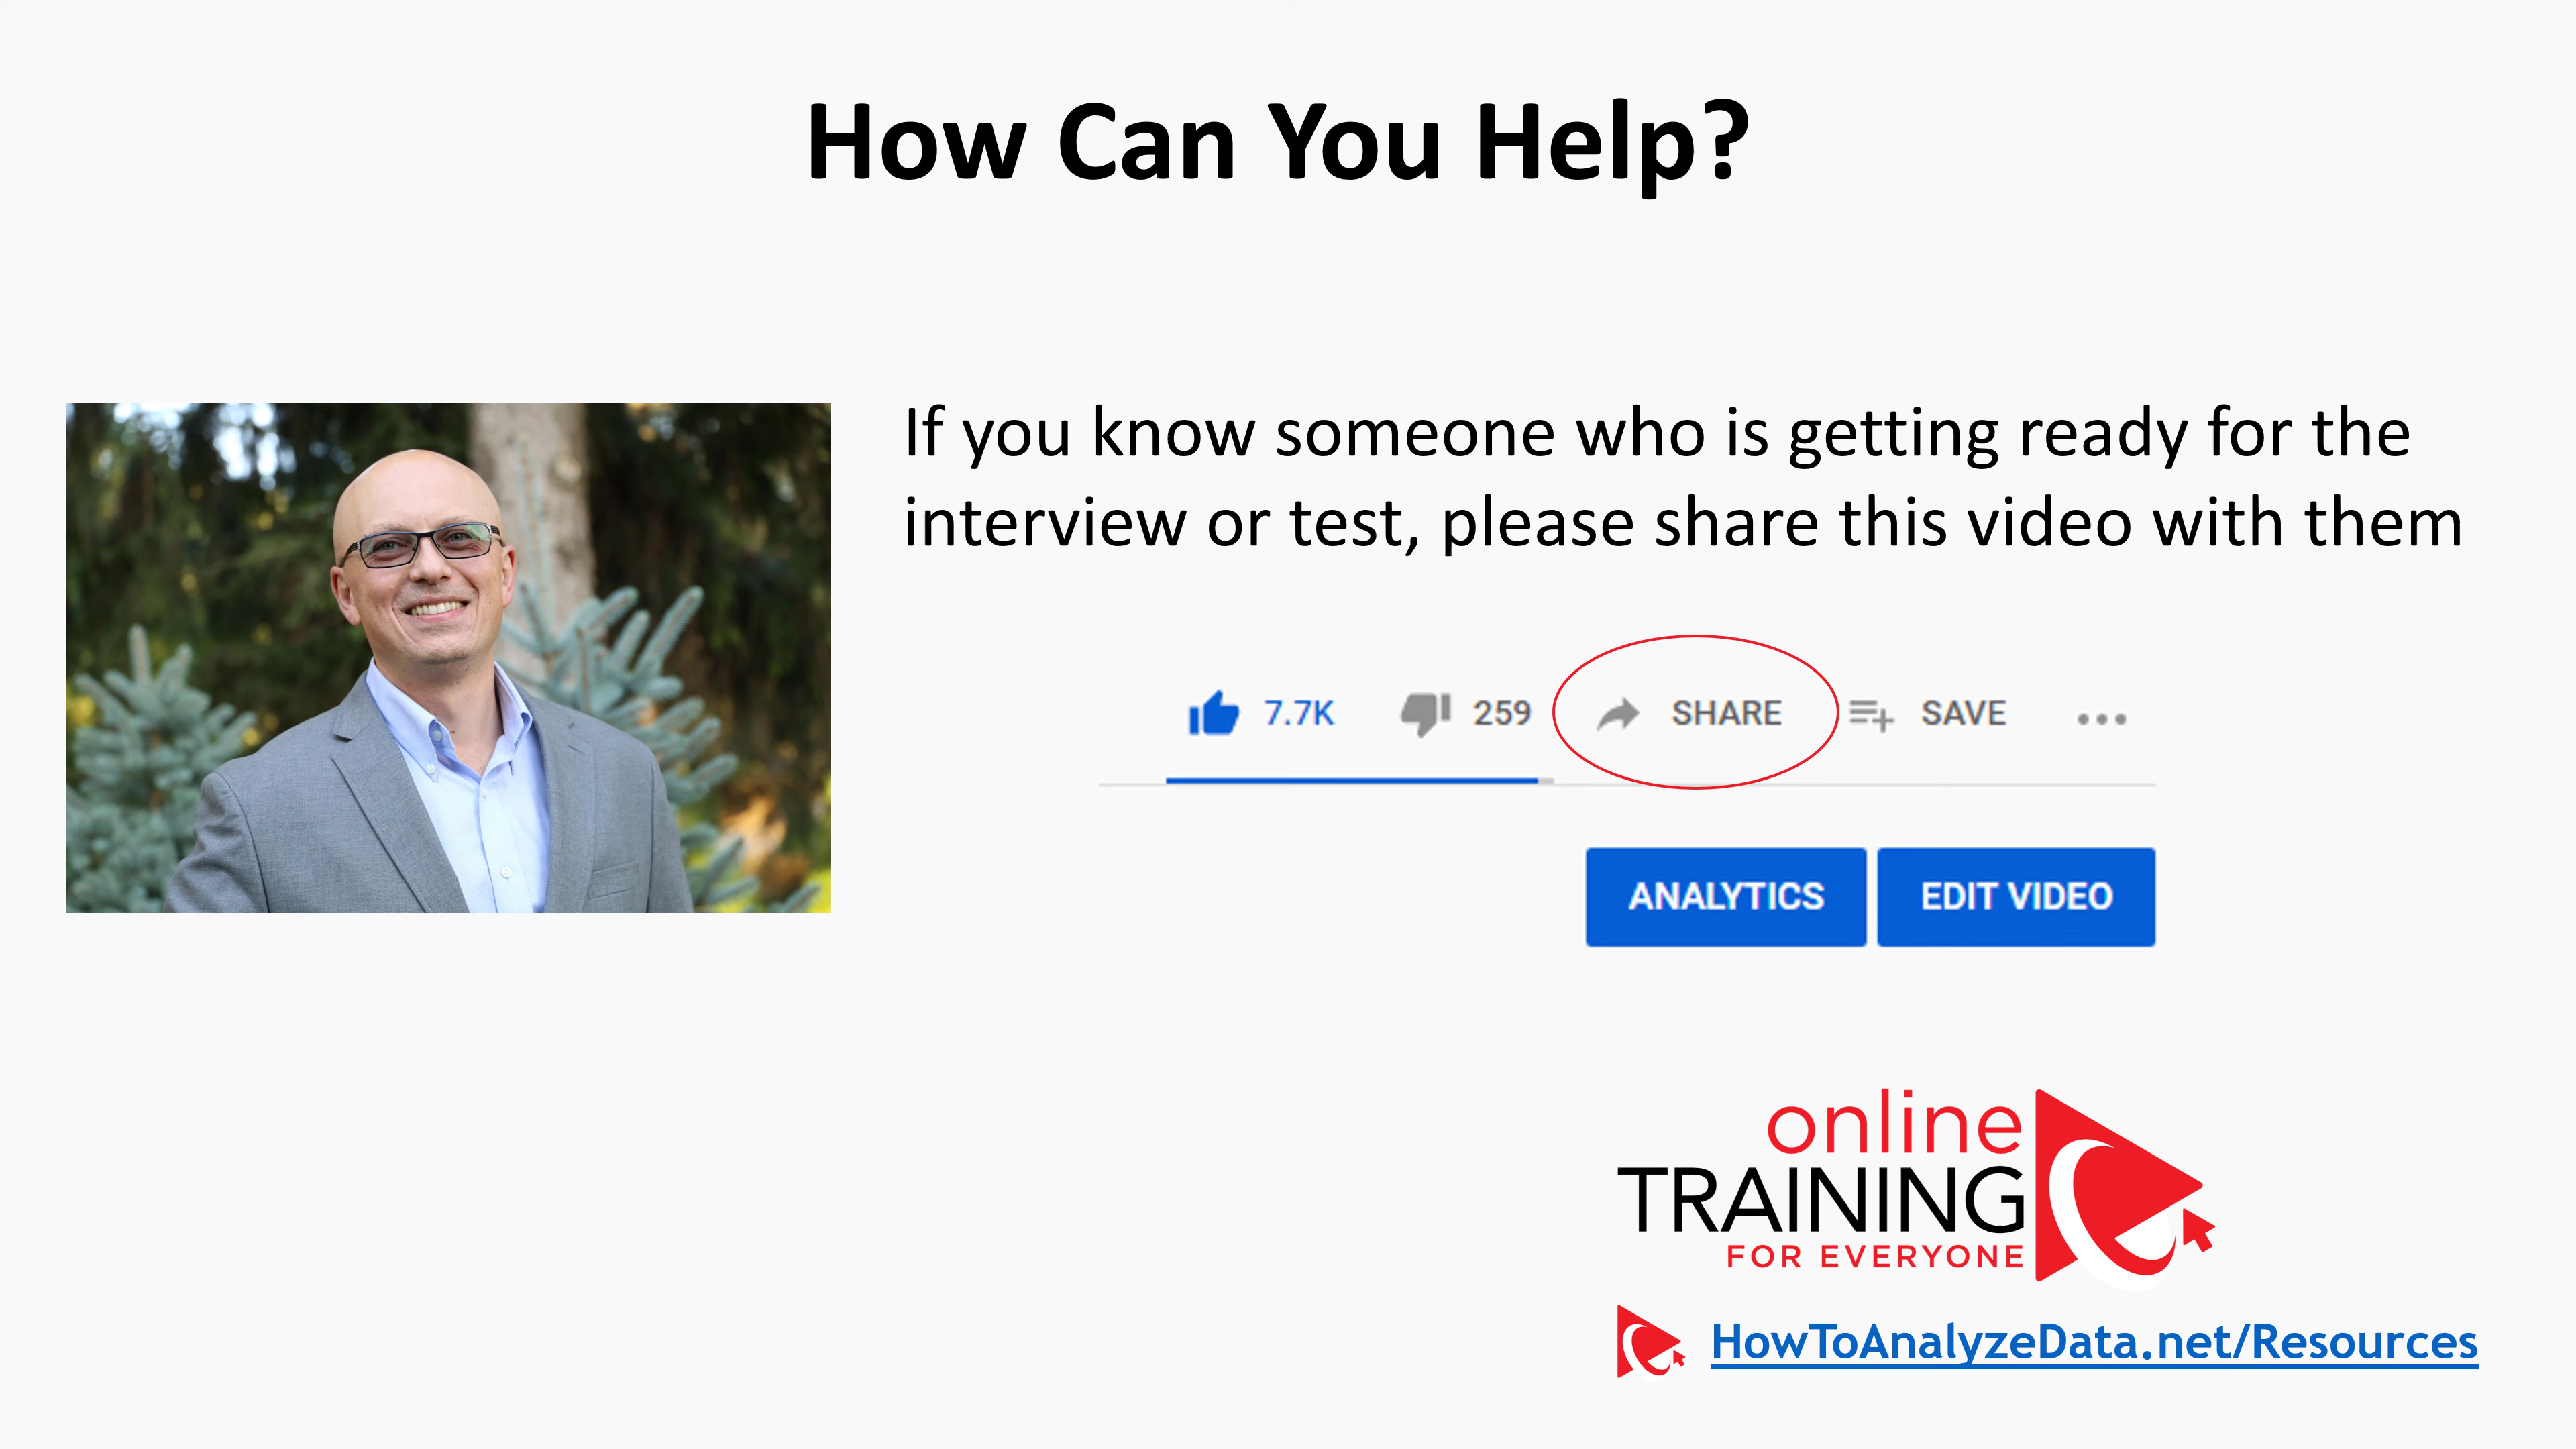 How Can You Help?
If you know someone who is getting ready for the
interview or test, please share this video with them
7.7K 259 SHARE SAVE
ANALYTICS EDIT VIDEO
online
TRAINING
FOR EVERYONE
HowToAnalyzeData.net/Resources